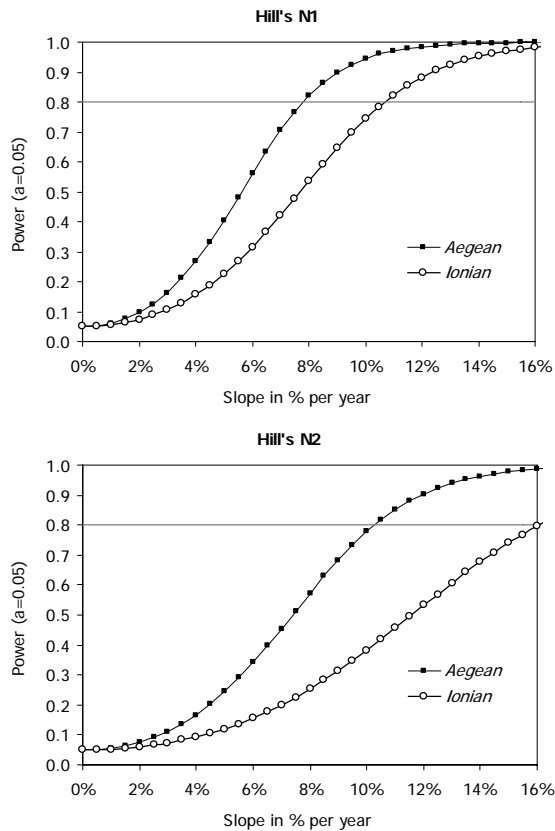 Hill's N1
1.0
0.9
0.8
0.7
0.6
0.5
0.4
0.3
0.2
0.1
0.0
Power (a=0.05)
Aegean
Ionian
0% 2% 4% 6% 8% 10% 12% 14% 16%
Slope in % per year
Hill's N2
1.0
0.9
0.8
0.7
0.6
0.5
0.4
0.3
0.2
0.1
0.0
Power (a=0.05)
Aegean
Ionian
0% 2% 4% 6% 8% 10% 12% 14% 16%
Slope in % per year